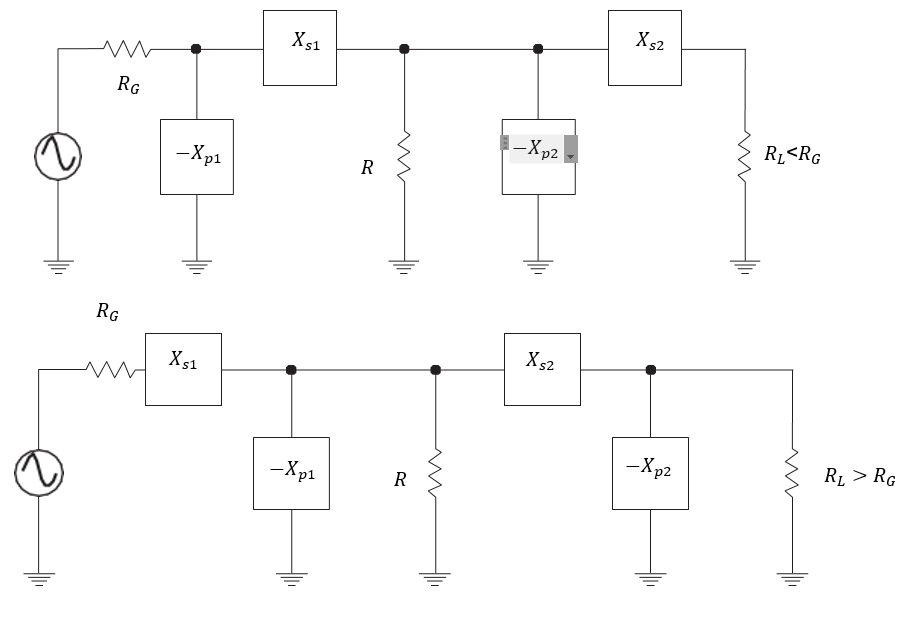 X_{s1}
X_{s2}
R_G
−X_{p1}
R
−X_{p2}
R_L<R_G
R_G
X_{s1}
X_{s2}
−X_{p1}
R
−X_{p2}
R_L > R_G